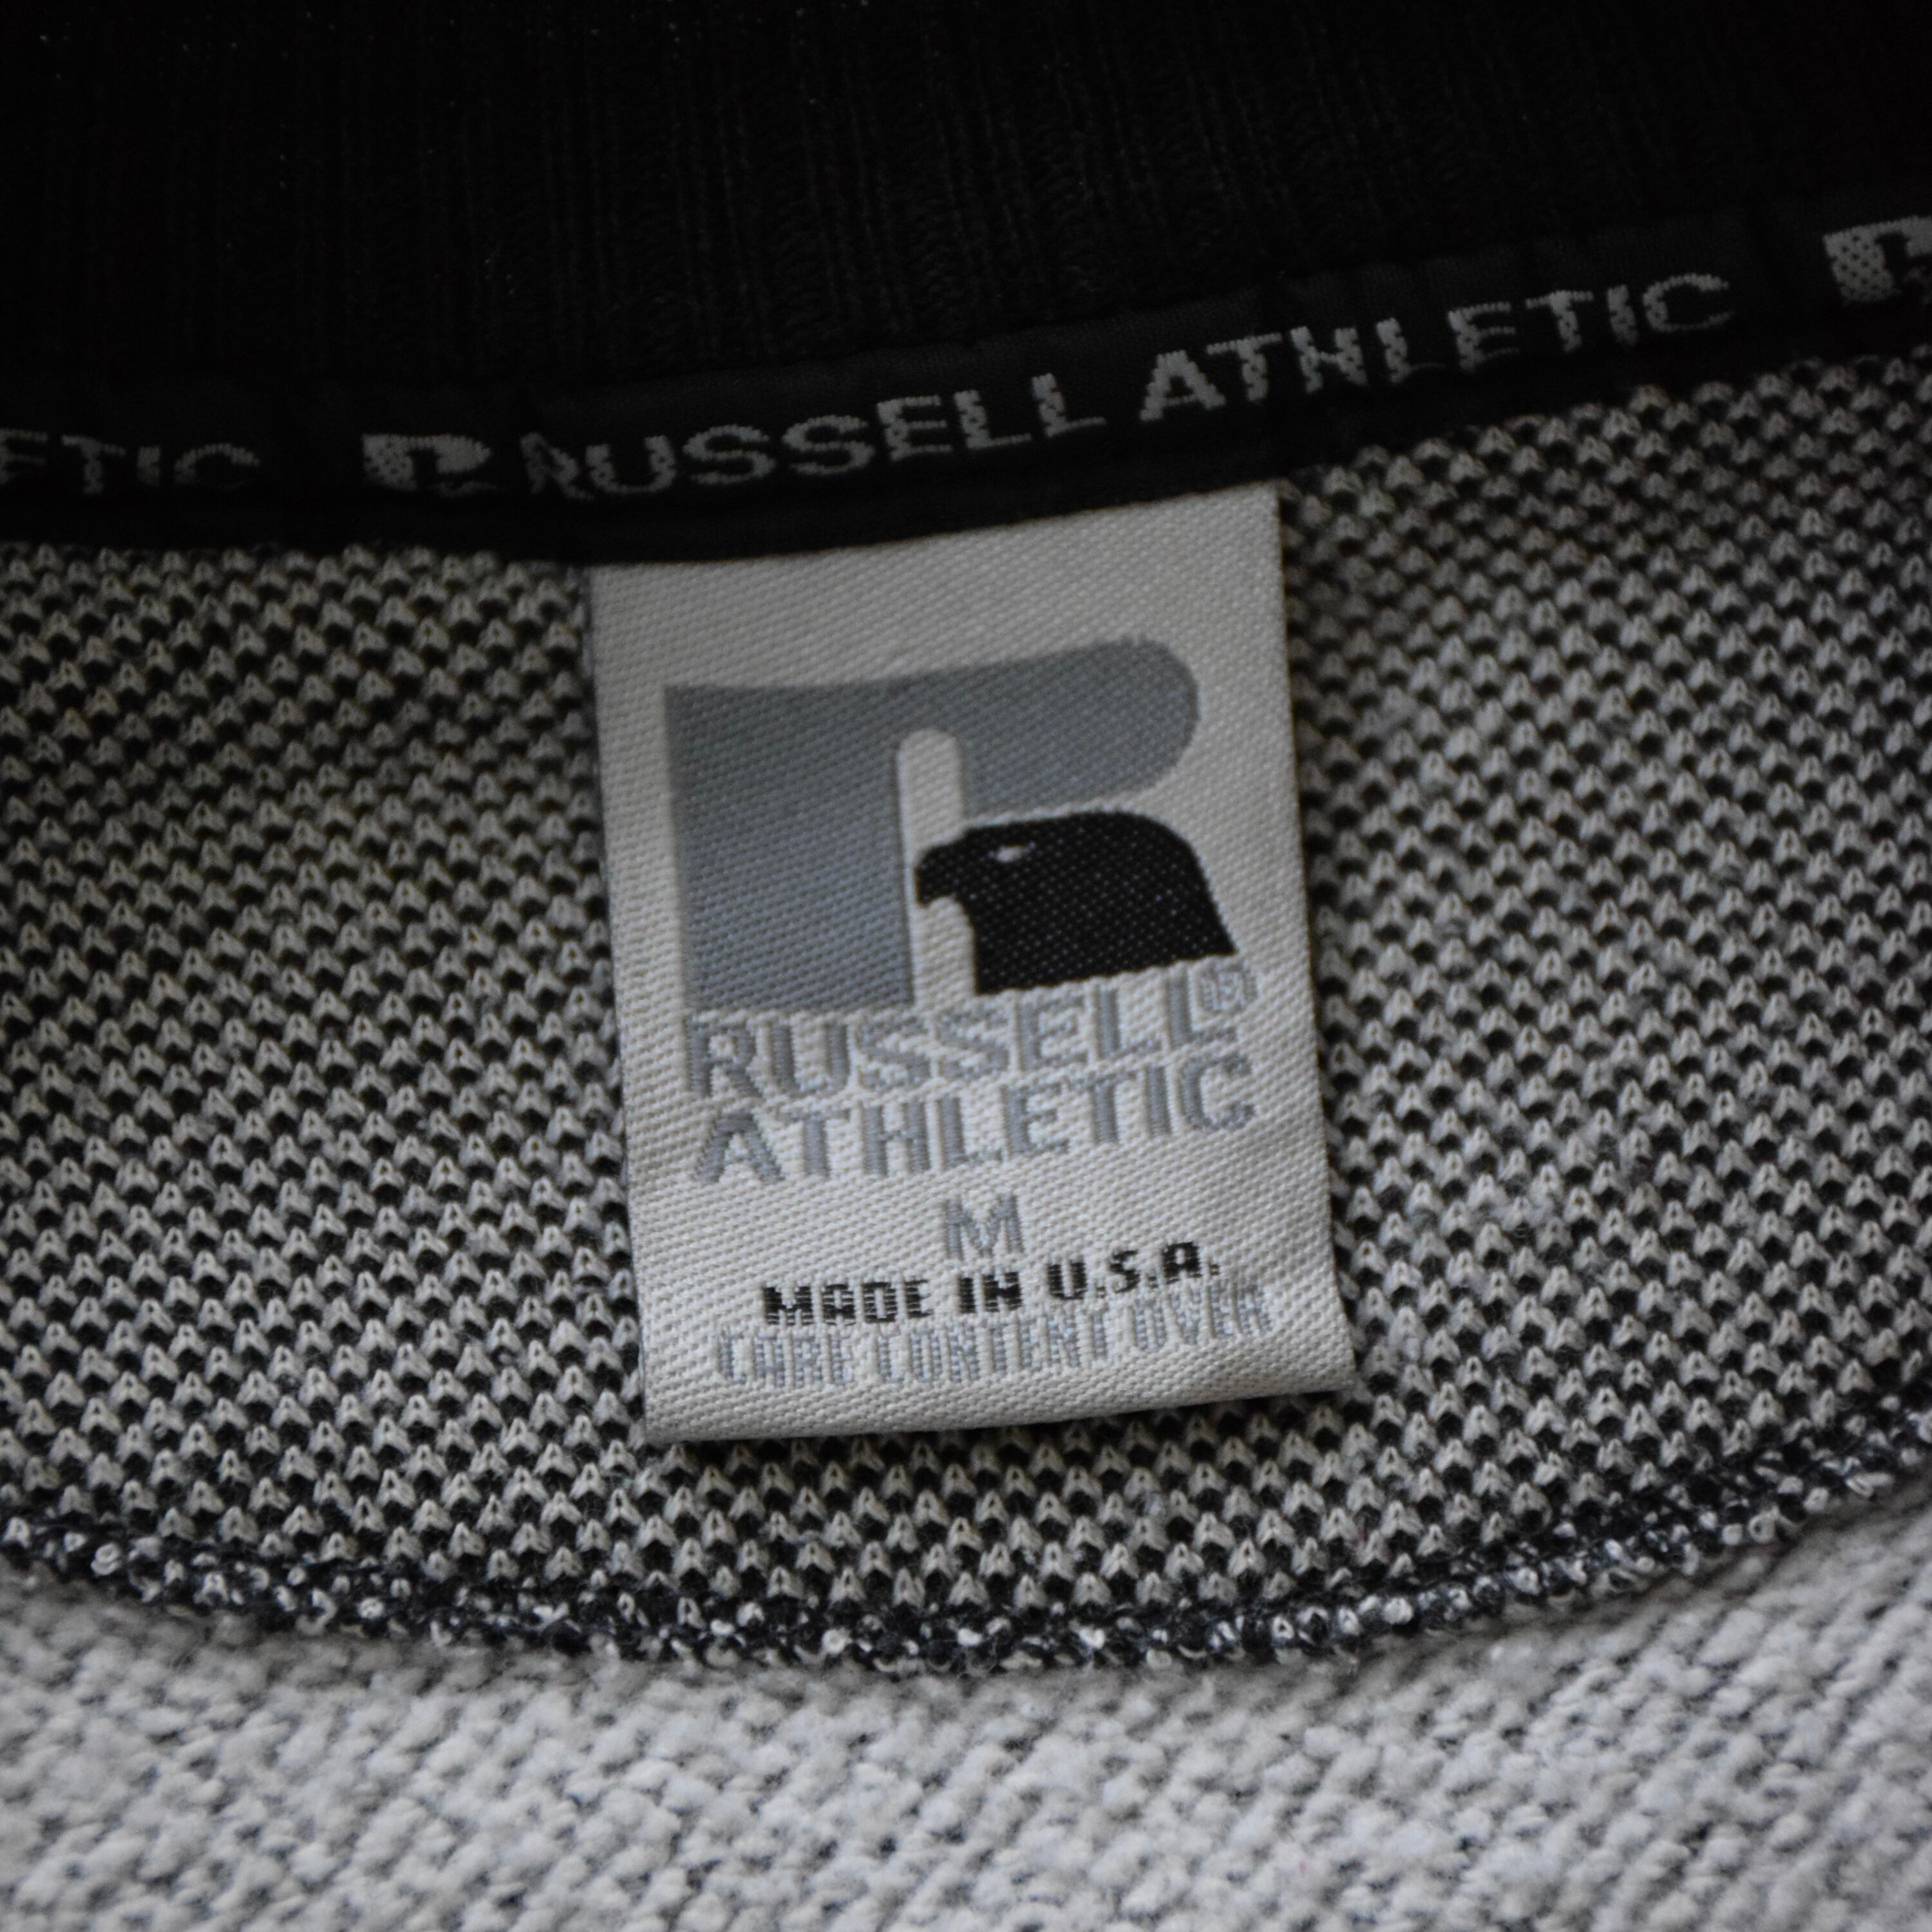 ETIC R RUSSELL ATHLETIC R
RUSSELL®
ATHLETIC
M
MADE IN U.S.A.
CARE CONTENT OVER